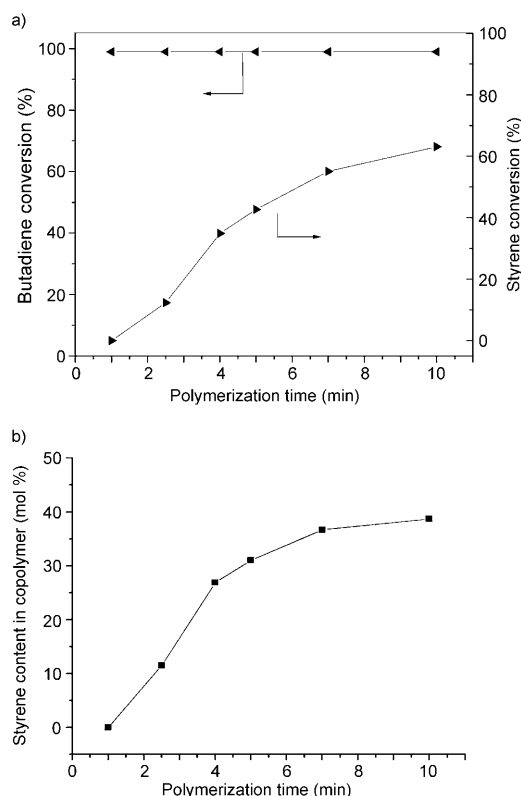 a)
Butadiene conversion (%)
100
80
60
40
20
0
100
80
60
40
20
0
Styrene conversion (%)
0 2 4 6 8 10
Polymerization time (min)
b)
Styrene content in copolymer (mol %)
50
40
30
20
10
0
0 2 4 6 8 10
Polymerization time (min)